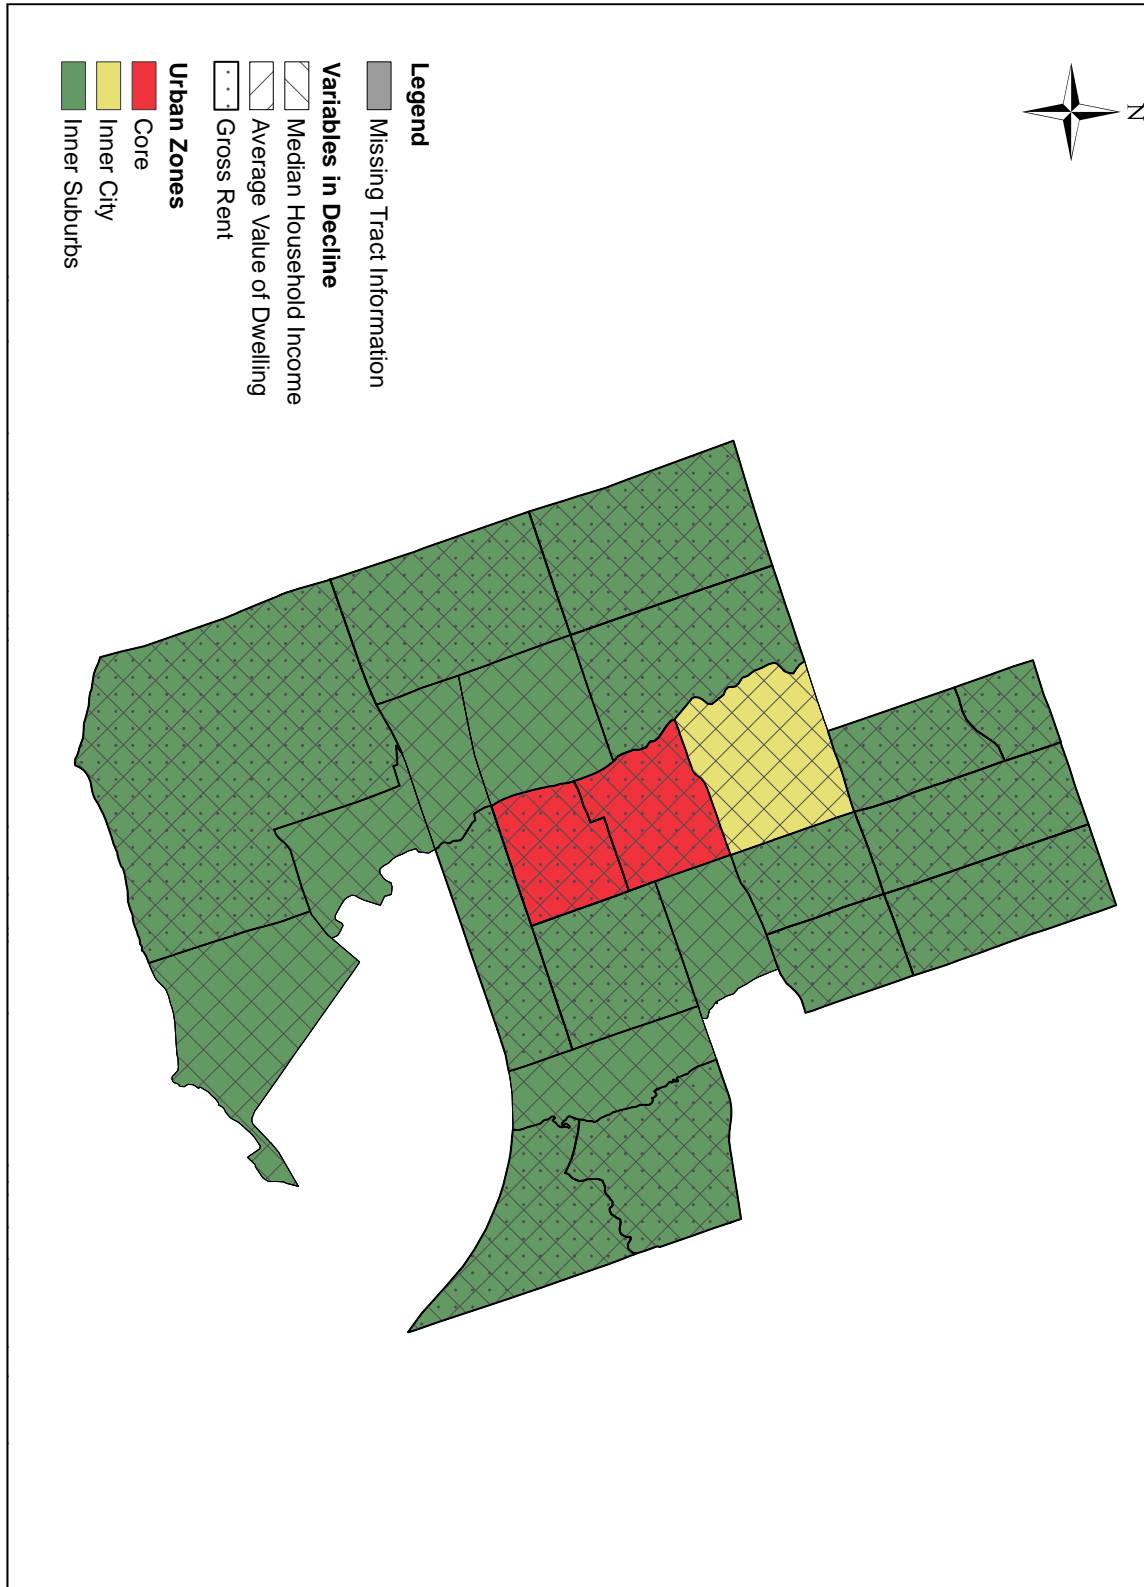 N
Legend
Missing Tract Information
Variables in Decline
Median Household Income
Average Value of Dwelling
Gross Rent
Urban Zones
Core
Inner City
Inner Suburbs